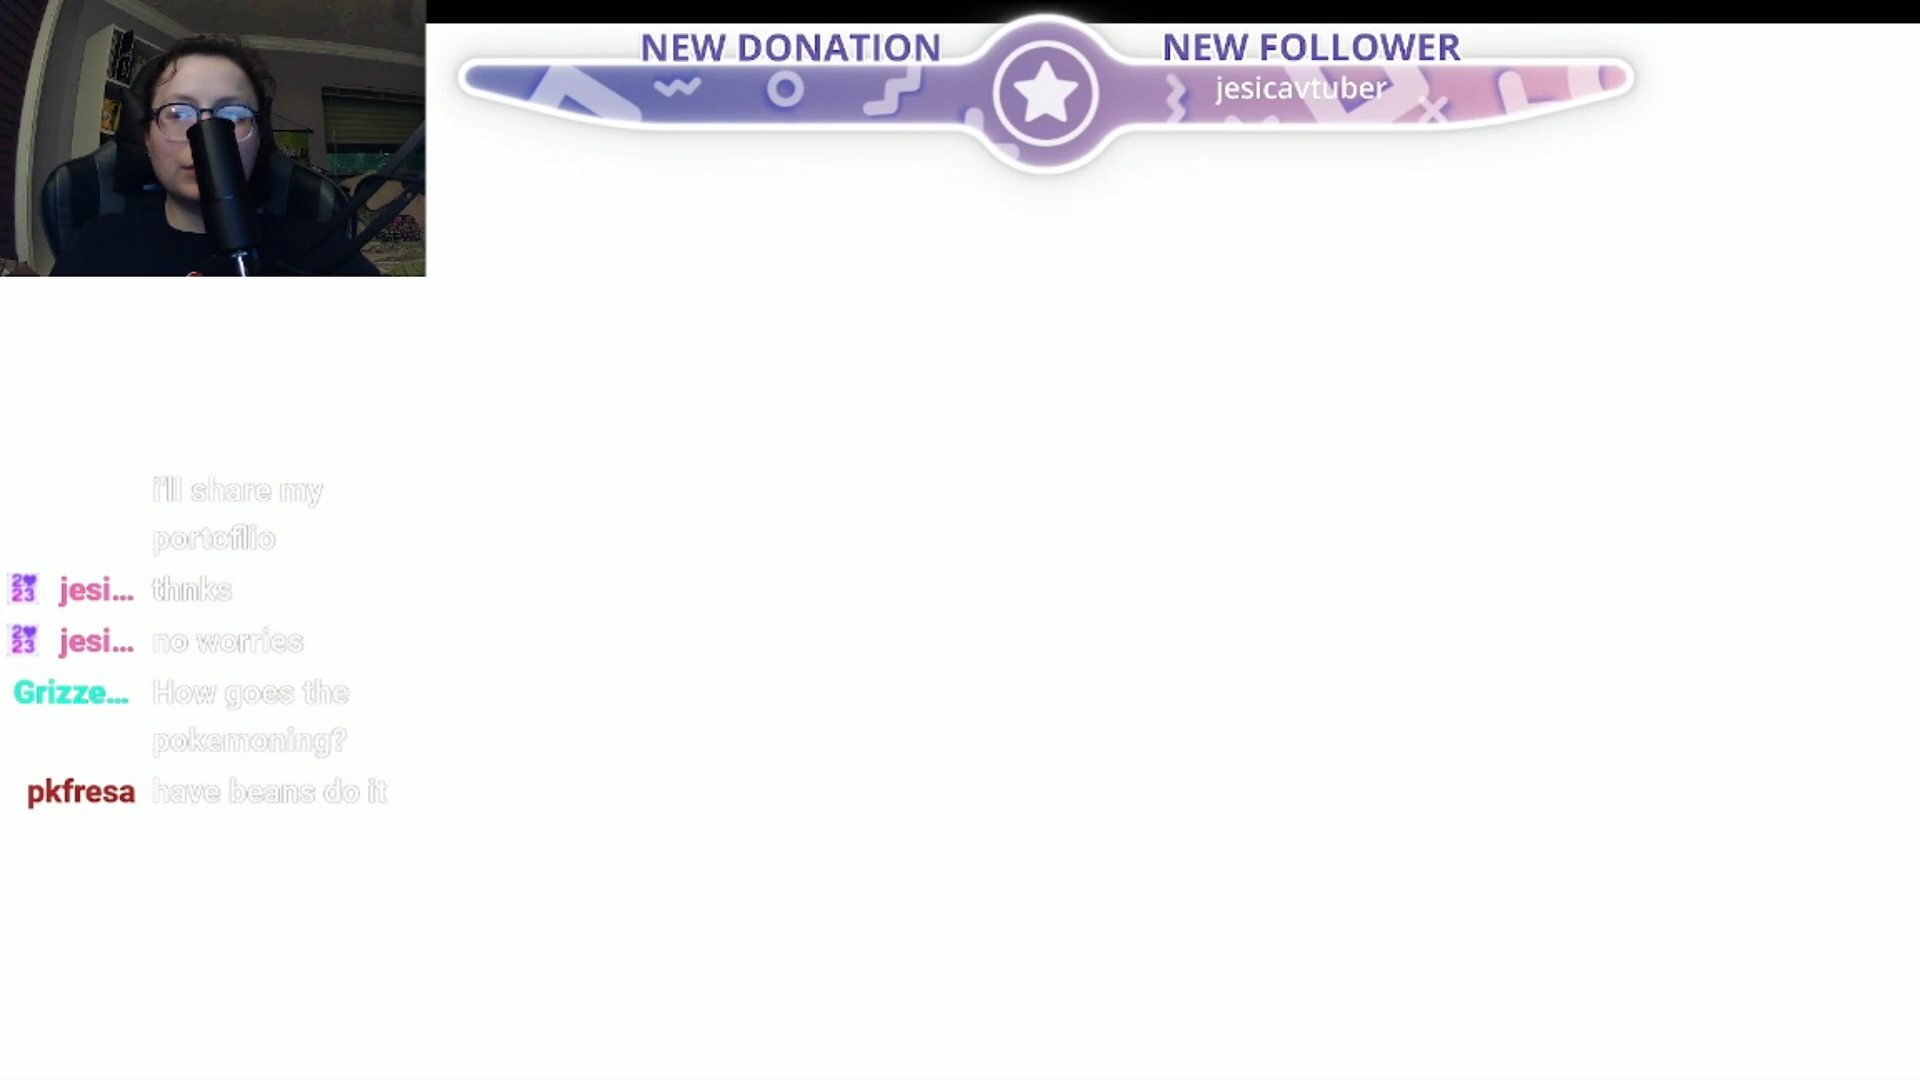 NEW DONATION
NEW FOLLOWER
jesicavtuber
i'll share my
portoflio
jesi... thnks
jesi... no worries
Grizze... How goes the
pokemoning?
pkfresa have beans do it